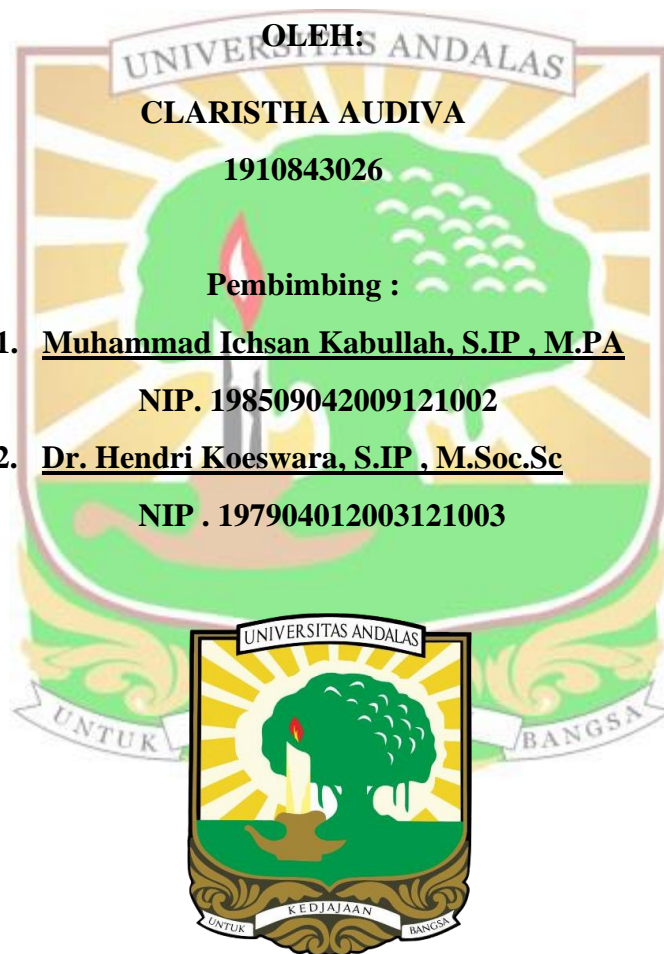 UNIVERSITAS ANDALAS
OLEH:
CLARISTHA AUDIVA
1910843026
Pembimbing :
1. Muhammad Ichsan Kabullah, S.IP , M.PA
NIP. 198509042009121002
2. Dr. Hendri Koeswara, S.IP , M.Soc.Sc
NIP . 197904012003121003
UNIVERSITAS ANDALAS
UNTUK BANGSA
UNTUK KEDJAJAAN BANGSA